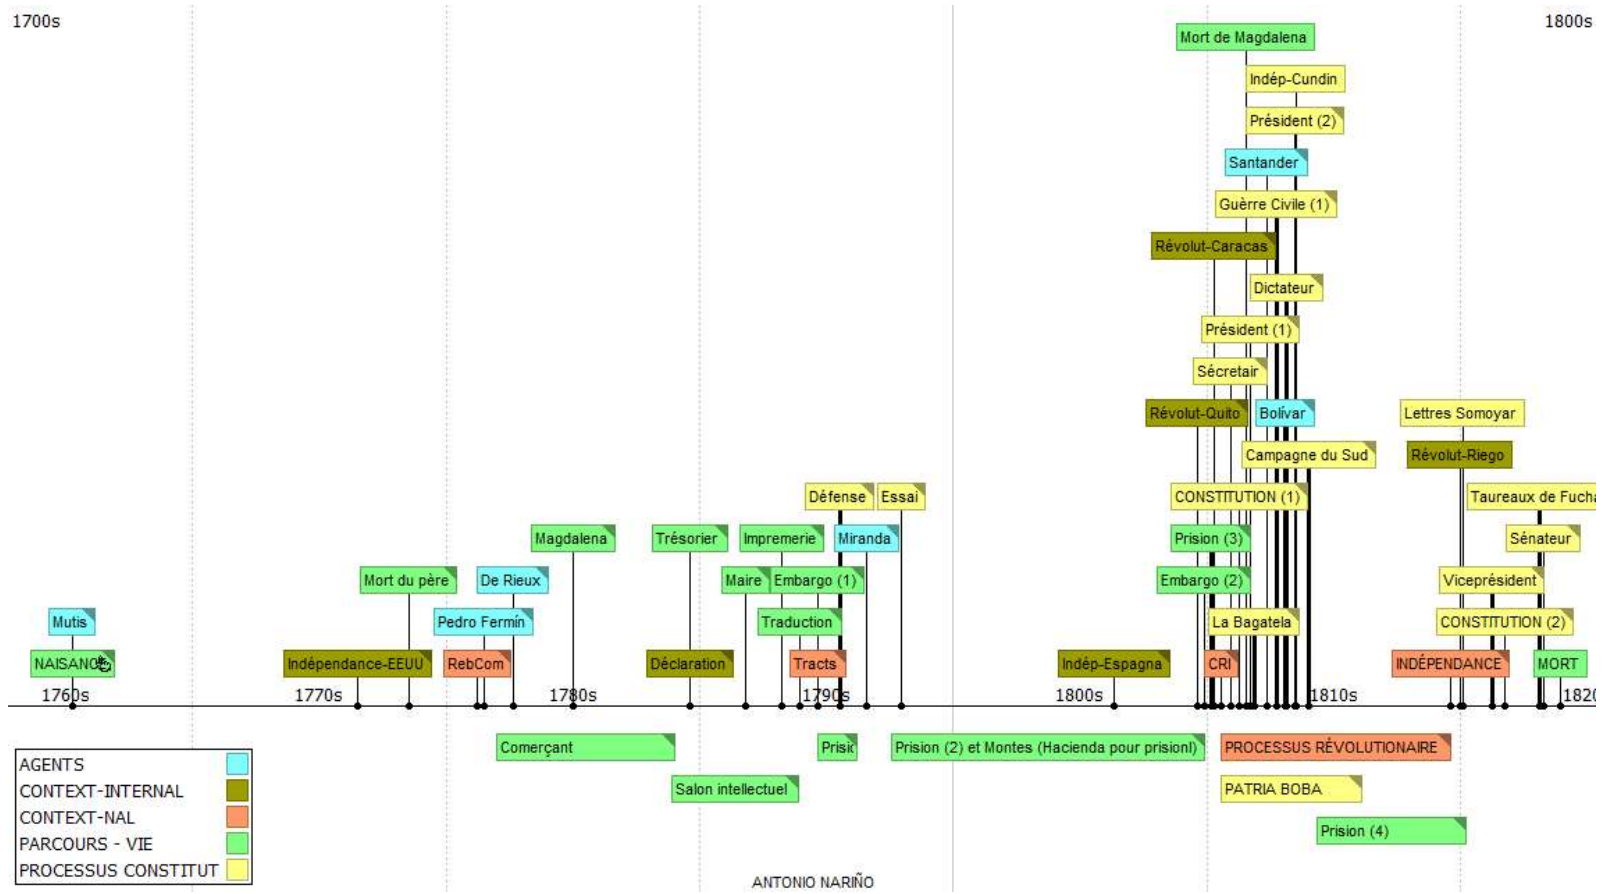 1700s
1800s
Mort de Magdalena
Indép-Cundin
Président (2)
Santander
Guèrre Civile (1)
Révolut-Caracas
Dictateur
Président (1)
Sécretair
Révolut-Quito
Bolívar
Lettres Somoyar
Campagne du Sud
Révolut-Riego
Défense
Essai
CONSTITUTION (1)
Taureaux de Fucha
Magdalena
Trésorier
Impremerie
Miranda
Prision (3)
Sénateur
Mort du père
De Rieux
Maire
Embargo (1)
Embargo (2)
Viceprésident
Mutis
Pedro Fermín
Traduction
La Bagatela
CONSTITUTION (2)
Indépendance-EEUU
RebCom
Déclaration
Tracts
Indép-Espagna
CRI
INDÉPENDANCE
MORT
1760s
1770s
1780s
1790s
1800s
1810s
Comerçant
Prision (2) et Montes (Hacienda pour prisionl)
PROCESSUS RÉVOLUTIONAIRE
Salon intellectuel
PATRIA BOBA
Prision (4)
AGENTS
CONTEXT-INTERNAL
CONTEXT-NAL
PARCOURS - VIE
PROCESSUS CONSTITUT
ANTONIO NARIÑO